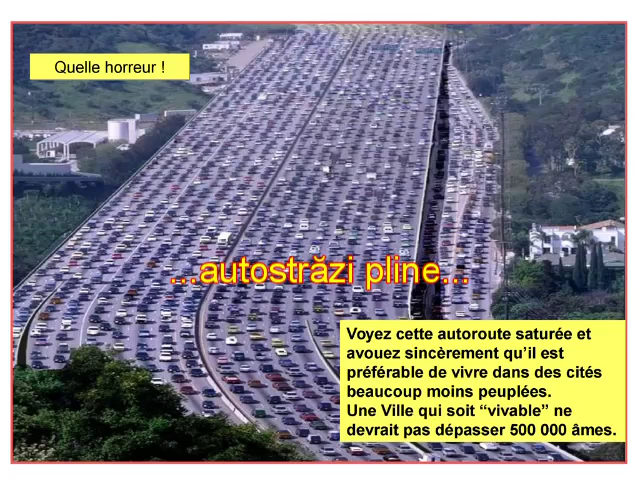 Quelle horreur !
...autostrăzi pline...
Voyez cette autoroute saturée et
avouez sincèrement qu’il est
préférable de vivre dans des cités
beaucoup moins peuplées.
Une Ville qui soit “vivable” ne
devrait pas dépasser 500 000 âmes.